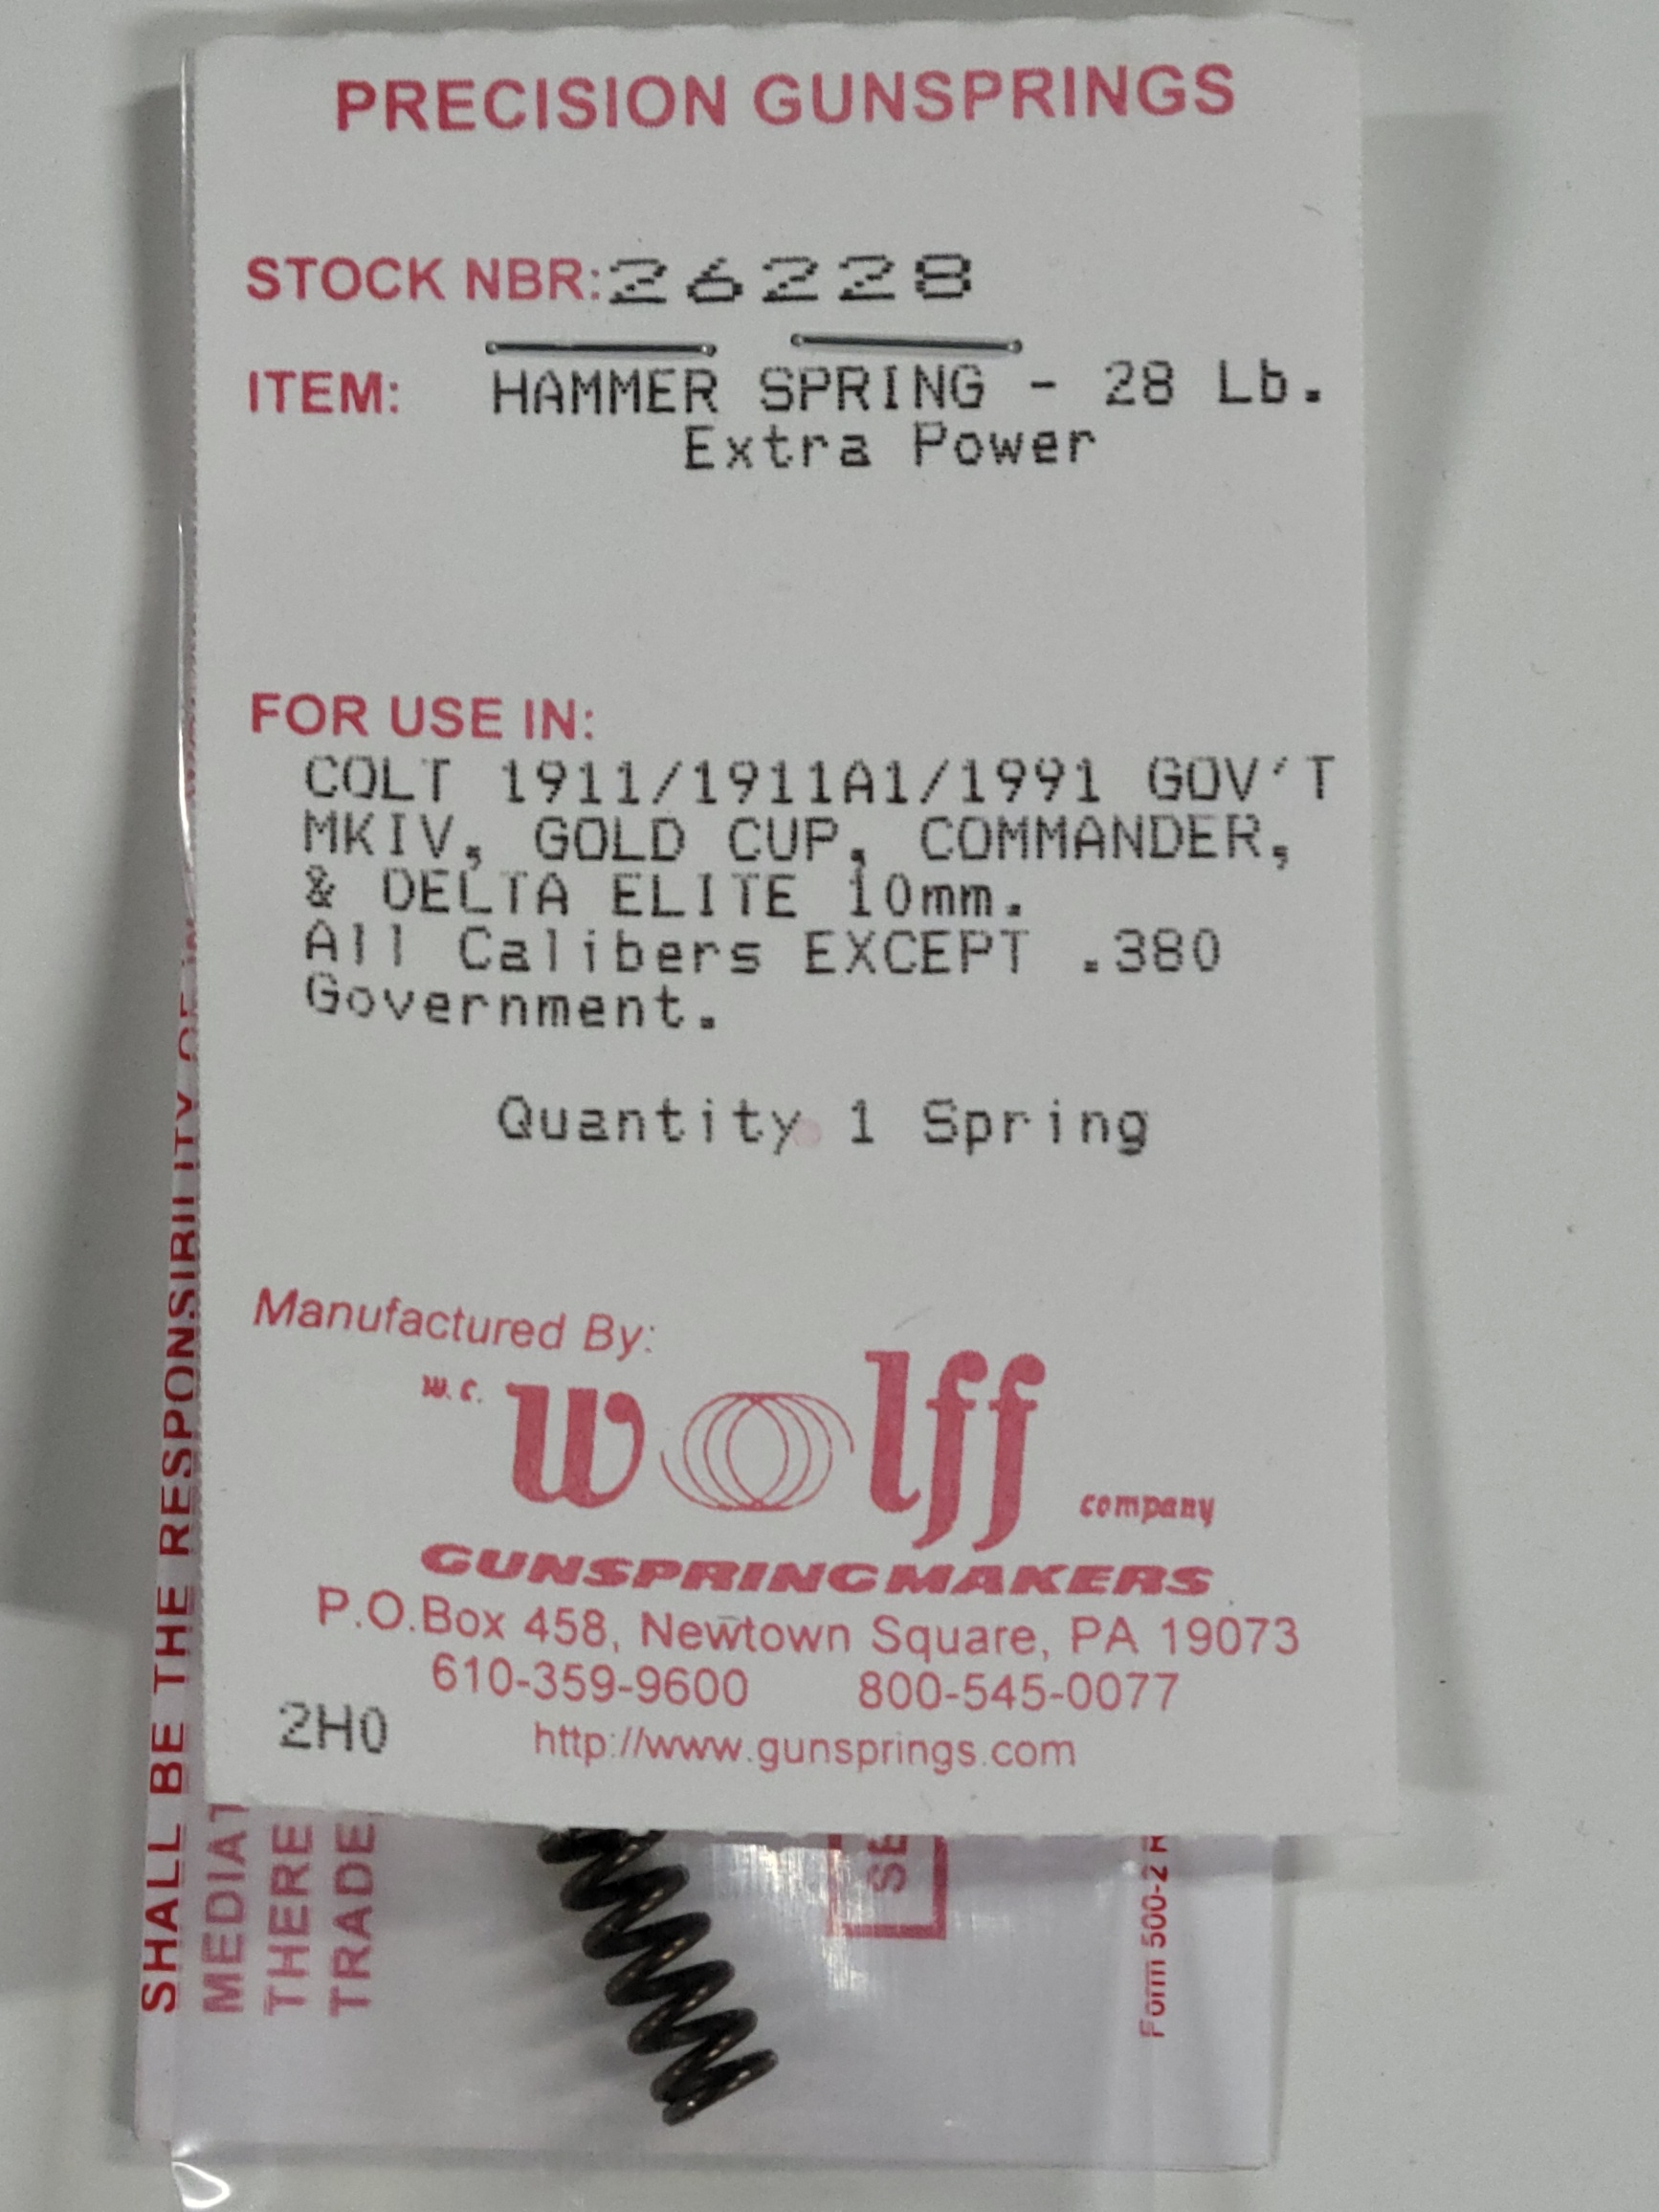 PRECISION GUNSPRINGS
STOCK NBR: 26228
ITEM: HAMMER SPRING - 28 Lb.
Extra Power
FOR USE IN:
COLT 1911/1911A1/1991 GOV'T
MKIV, GOLD CUP, COMMANDER,
& DELTA ELITE 10mm.
All Calibers EXCEPT .380
Government.
Quantity 1 Spring
Manufactured By:
w.c. wolff company
GUNSPRINGMAKERS
P.O.Box 458, Newtown Square, PA 19073
610-359-9600 800-545-0077
2H0 http://www.gunsprings.com
SHALL BE THE RESPONSIBILITY OF
THERE
TRADE
Form 500-2